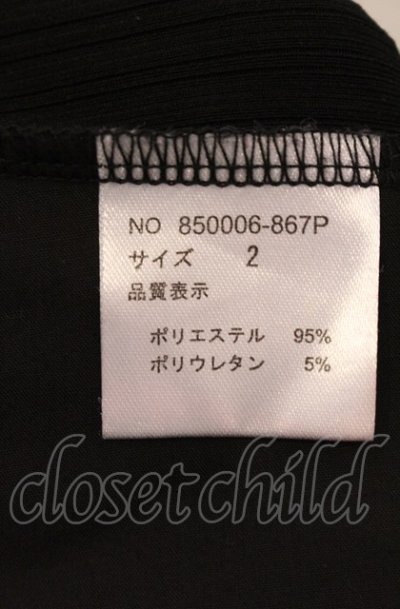 NO 850006-867P
サイズ 2
品質表示
ポリエステル 95%
ポリウレタン 5%
closet child